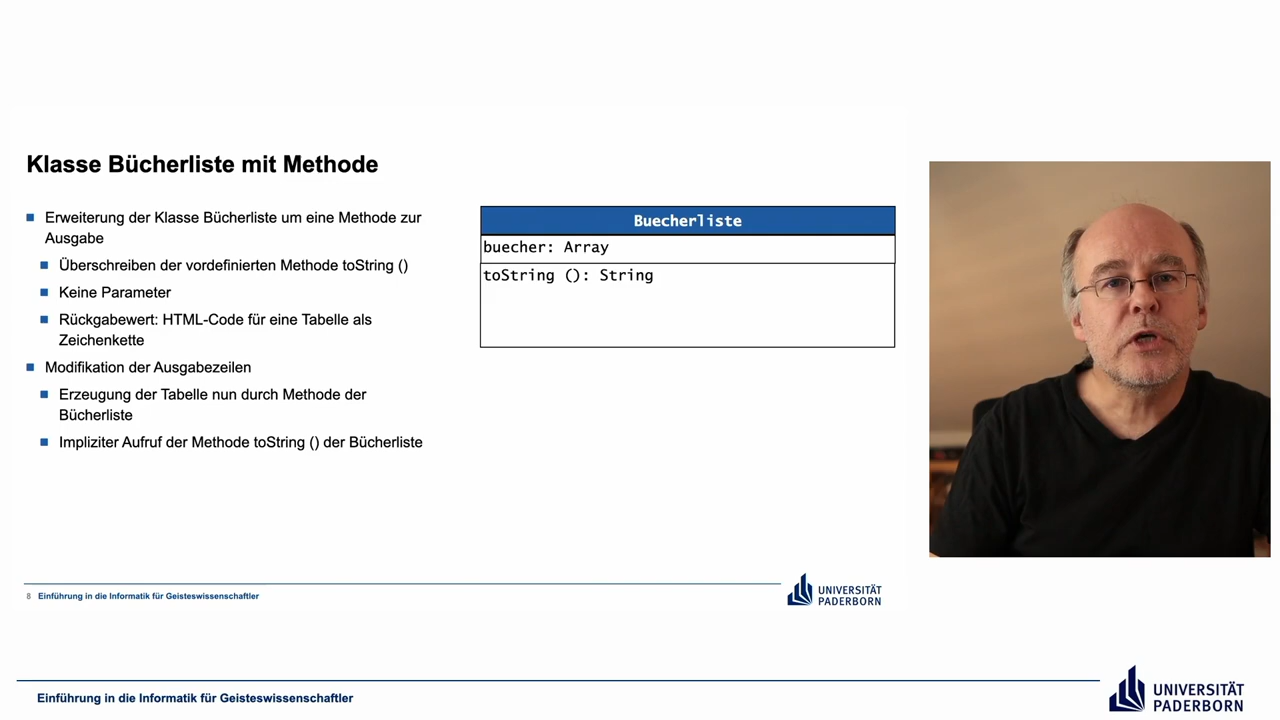 Klasse Bücherliste mit Methode
Erweiterung der Klasse Bücherliste um eine Methode zur
Ausgabe
Überschreiben der vordefinierten Methode toString ()
Keine Parameter
Rückgabewert: HTML-Code für eine Tabelle als
Zeichenkette
Modifikation der Ausgabezeilen
Erzeugung der Tabelle nun durch Methode der
Bücherliste
Impliziter Aufruf der Methode toString () der Bücherliste
Buecherliste
buecher: Array
toString (): String
8 Einführung in die Informatik für Geisteswissenschaftler
UNIVERSITÄT
PADERBORN
Einführung in die Informatik für Geisteswissenschaftler
UNIVERSITÄT
PADERBORN